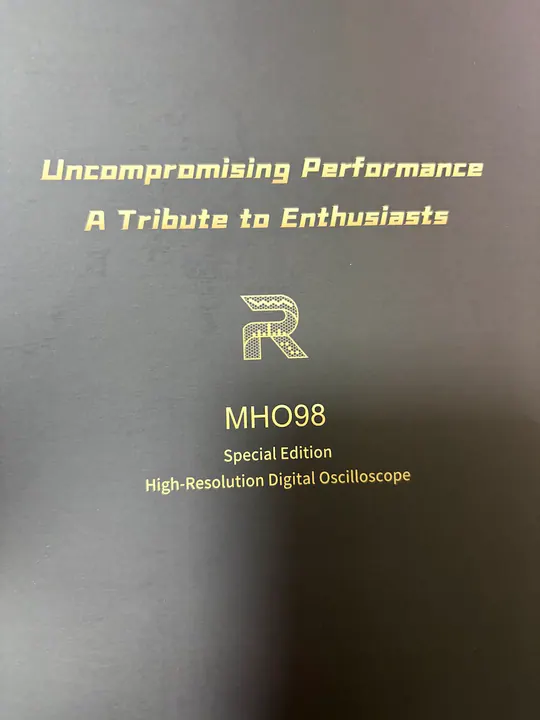 Uncompromising Performance
A Tribute to Enthusiasts
R
MHO98
Special Edition
High-Resolution Digital Oscilloscope